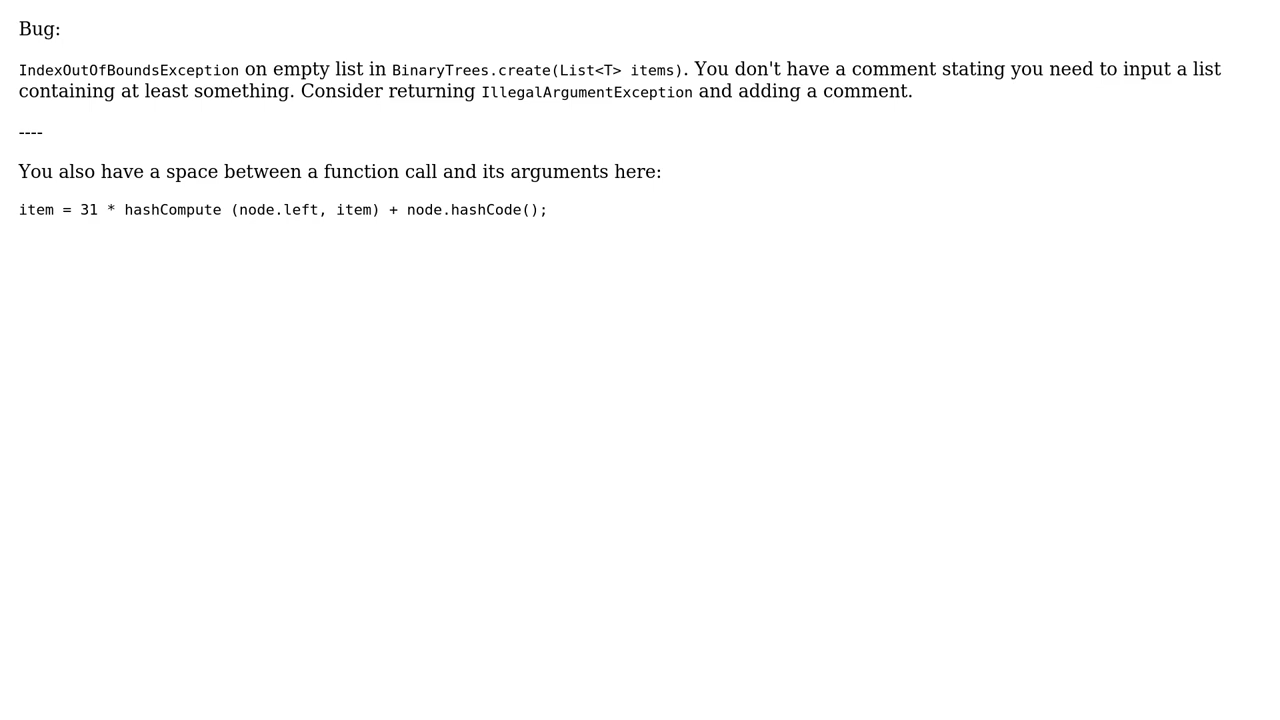 Bug:
IndexOutOfBoundsException on empty list in BinaryTrees.create(List<T> items). You don't have a comment stating you need to input a list
containing at least something. Consider returning IllegalArgumentException and adding a comment.
----
You also have a space between a function call and its arguments here:
item = 31 * hashCompute (node.left, item) + node.hashCode();